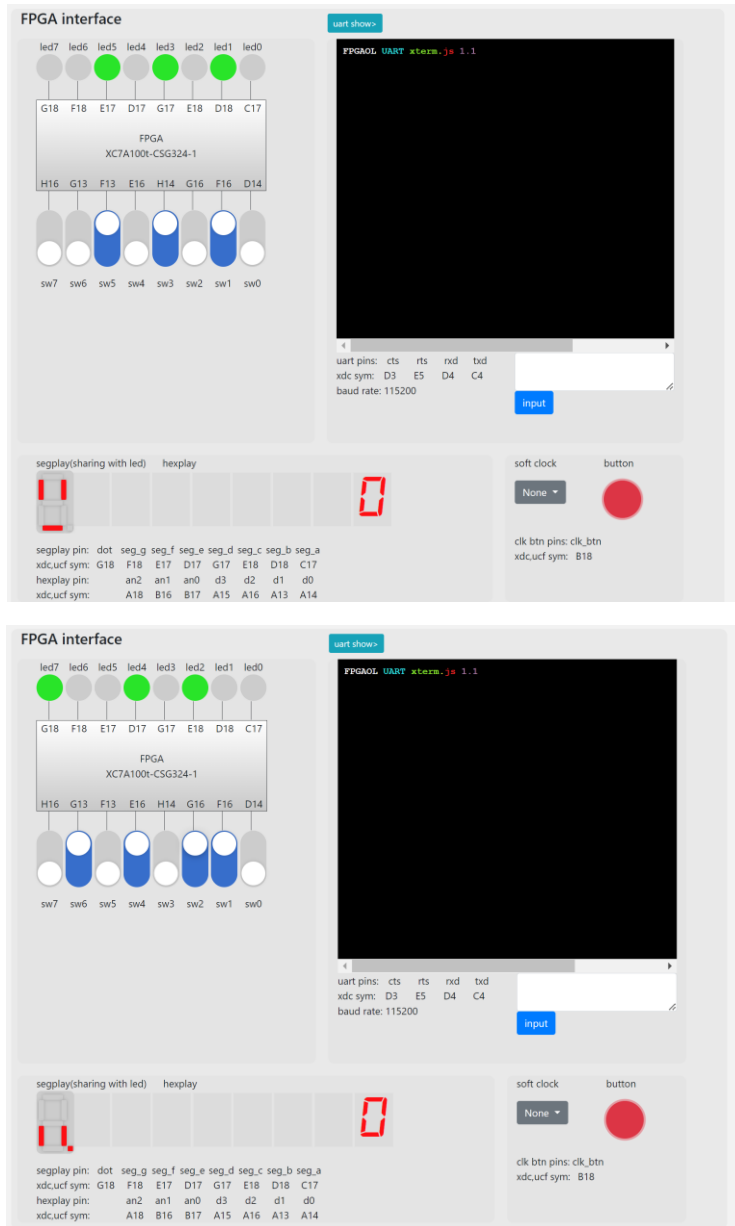 FPGA interface
uart show>
led7 led6 led5 led4 led3 led2 led1 led0
FPGAOL UART xterm.js 1.1
G18 F18 E17 D17 G17 E18 D18 C17
FPGA
XC7A100t-CSG324-1
H16 G13 F13 E16 H14 G16 F16 D14
sw7 sw6 sw5 sw4 sw3 sw2 sw1 sw0
uart pins: cts rts rxd txd
xdc sym: D3 E5 D4 C4
baud rate: 115200
input
segplay(sharing with led) hexplay
0
soft clock button
None
clk btn pins: clk_btn
xdc,ucf sym: B18
segplay pin: dot seg_g seg_f seg_e seg_d seg_c seg_b seg_a
xdc,ucf sym: G18 F18 E17 D17 G17 E18 D18 C17
hexplay pin: an2 an1 an0 d3 d2 d1 d0
xdc,ucf sym: A18 B16 B17 A15 A16 A13 A14
FPGA interface
uart show>
led7 led6 led5 led4 led3 led2 led1 led0
FPGAOL UART xterm.js 1.1
G18 F18 E17 D17 G17 E18 D18 C17
FPGA
XC7A100t-CSG324-1
H16 G13 F13 E16 H14 G16 F16 D14
sw7 sw6 sw5 sw4 sw3 sw2 sw1 sw0
uart pins: cts rts rxd txd
xdc sym: D3 E5 D4 C4
baud rate: 115200
input
segplay(sharing with led) hexplay
0
soft clock button
None
clk btn pins: clk_btn
xdc,ucf sym: B18
segplay pin: dot seg_g seg_f seg_e seg_d seg_c seg_b seg_a
xdc,ucf sym: G18 F18 E17 D17 G17 E18 D18 C17
hexplay pin: an2 an1 an0 d3 d2 d1 d0
xdc,ucf sym: A18 B16 B17 A15 A16 A13 A14